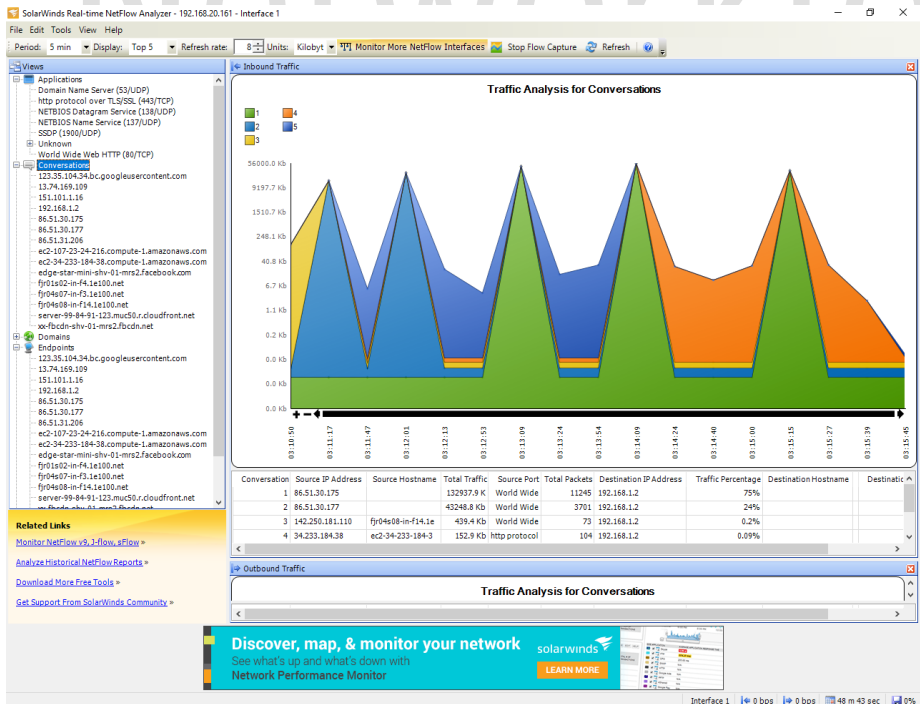 SolarWinds Real-time NetFlow Analyzer - 192.168.20.161 - Interface 1
File Edit Tools View Help
Period: 5 min Display: Top 5 Refresh rate: 8 Units: Kilobyt Monitor More NetFlow Interfaces Stop Flow Capture Refresh
Views
Applications
Domain Name Server (53/UDP)
http protocol over TLS/SSL (443/TCP)
NETBIOS Datagram Service (138/UDP)
NETBIOS Name Service (137/UDP)
SSDP (1900/UDP)
Unknown
World Wide Web HTTP (80/TCP)
Conversations
123.35.104.34.bc.googleusercontent.com
13.74.169.109
151.101.1.16
192.168.1.2
86.51.30.175
86.51.30.177
86.51.31.206
ec2-107-23-24-216.compute-1.amazonaws.com
ec2-34-233-184-38.compute-1.amazonaws.com
edge-star-mini-shv-01-mrs2.facebook.com
fjr01s02-in-f4.1e100.net
fjr04s07-in-f3.1e100.net
fjr04s08-in-f14.1e100.net
server-99-84-91-123.muc50.r.cloudfront.net
xx-fbcdn-shv-01-mrs2.fbcdn.net
Domains
Endpoints
123.35.104.34.bc.googleusercontent.com
13.74.169.109
151.101.1.16
192.168.1.2
86.51.30.175
86.51.30.177
86.51.31.206
ec2-107-23-24-216.compute-1.amazonaws.com
ec2-34-233-184-38.compute-1.amazonaws.com
edge-star-mini-shv-01-mrs2.facebook.com
fjr01s02-in-f4.1e100.net
fjr04s07-in-f3.1e100.net
fjr04s08-in-f14.1e100.net
server-99-84-91-123.muc50.r.cloudfront.net
Related Links
Monitor NetFlow v9, J-flow, sFlow »
Analyze Historical NetFlow Reports »
Download More Free Tools »
Get Support From SolarWinds Community »
Inbound Traffic
Traffic Analysis for Conversations
1 4
2 5
3
56000.0 Kb
9197.7 Kb
1510.7 Kb
248.1 Kb
40.8 Kb
6.7 Kb
1.1 Kb
0.2 Kb
0.0 Kb
0.0 Kb
0.0 Kb
03:10:50 03:11:17 03:11:47 03:12:01 03:12:13 03:12:53 03:13:09 03:13:24 03:13:54 03:14:09 03:14:24 03:14:40 03:15:00 03:15:15 03:15:27 03:15:39 03:15:45
Conversation Source IP Address Source Hostname Total Traffic Source Port Total Packets Destination IP Address Traffic Percentage Destination Hostname Destinatic
1 86.51.30.175 132937.9 K World Wide 11245 192.168.1.2 75%
2 86.51.30.177 43248.8 Kb World Wide 3701 192.168.1.2 24%
3 142.250.181.110 fjr04s08-in-f14.1e 439.4 Kb World Wide 73 192.168.1.2 0.2%
4 34.233.184.38 ec2-34-233-184-3 152.9 Kb http protocol 104 192.168.1.2 0.09%
Outbound Traffic
Traffic Analysis for Conversations
Discover, map, & monitor your network
See what's up and what's down with
Network Performance Monitor
solarwinds
LEARN MORE
Interface 1 0 bps 0 bps 48 m 43 sec 0%